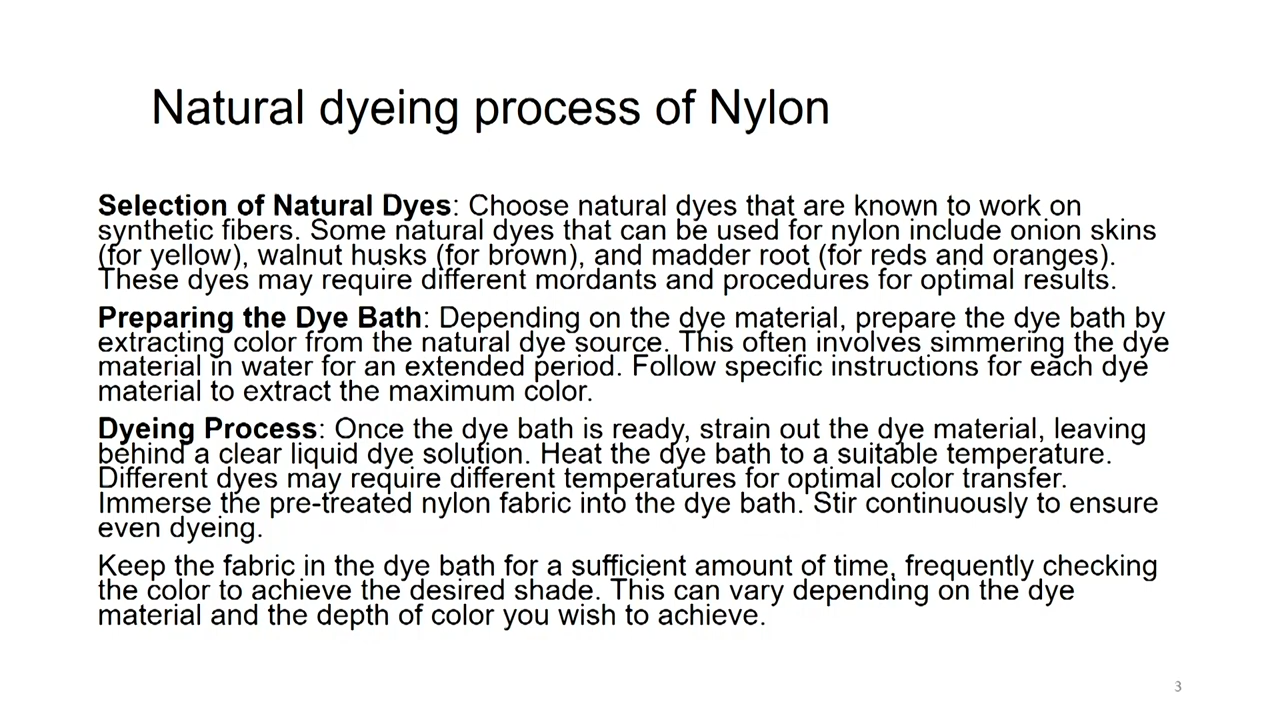 Natural dyeing process of Nylon
Selection of Natural Dyes: Choose natural dyes that are known to work on
synthetic fibers. Some natural dyes that can be used for nylon include onion skins
(for yellow), walnut husks (for brown), and madder root (for reds and oranges).
These dyes may require different mordants and procedures for optimal results.
Preparing the Dye Bath: Depending on the dye material, prepare the dye bath by
extracting color from the natural dye source. This often involves simmering the dye
material in water for an extended period. Follow specific instructions for each dye
material to extract the maximum color.
Dyeing Process: Once the dye bath is ready, strain out the dye material, leaving
behind a clear liquid dye solution. Heat the dye bath to a suitable temperature.
Different dyes may require different temperatures for optimal color transfer.
Immerse the pre-treated nylon fabric into the dye bath. Stir continuously to ensure
even dyeing.
Keep the fabric in the dye bath for a sufficient amount of time, frequently checking
the color to achieve the desired shade. This can vary depending on the dye
material and the depth of color you wish to achieve.
3